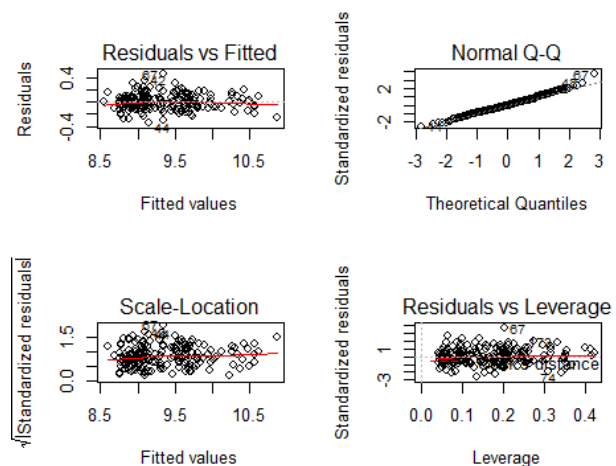 Residuals vs Fitted
Residuals
0.4
-0.4
67
44
8.5 9.5 10.5
Fitted values
Normal Q-Q
Standardized residuals
2
-2
67
-3 -2 -1 0 1 2 3
Theoretical Quantiles
Scale-Location
√|Standardized residuals|
1.5
0.0
67
8.5 9.5 10.5
Fitted values
Residuals vs Leverage
Standardized residuals
1
-3
67
distance
74
0.0 0.1 0.2 0.3 0.4
Leverage